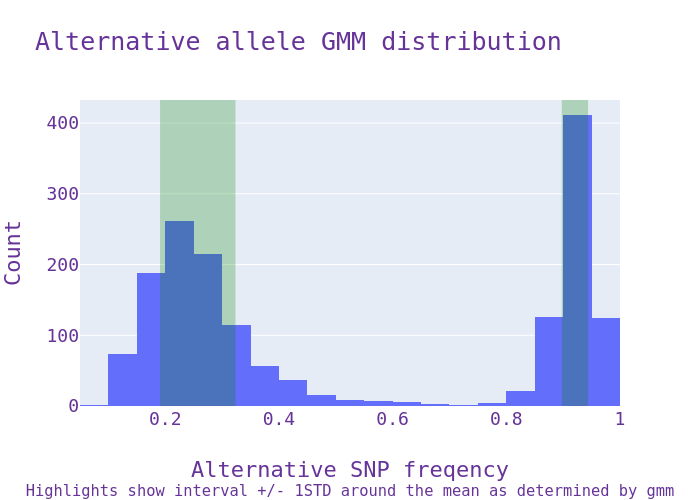 Alternative allele GMM distribution
Count
400
300
200
100
0
0.2
0.4
0.6
0.8
1
Alternative SNP freqency
Highlights show interval +/- 1STD around the mean as determined by gmm